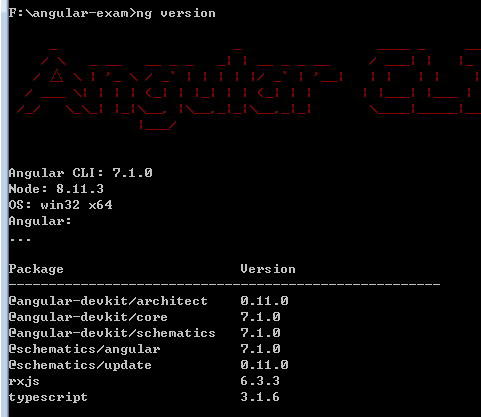 F:\angular-exam>ng version
Angular CLI
Angular CLI: 7.1.0
Node: 8.11.3
OS: win32 x64
Angular:
...
Package Version
------------------------------------------------------
@angular-devkit/architect 0.11.0
@angular-devkit/core 7.1.0
@angular-devkit/schematics 7.1.0
@schematics/angular 7.1.0
@schematics/update 0.11.0
rxjs 6.3.3
typescript 3.1.6